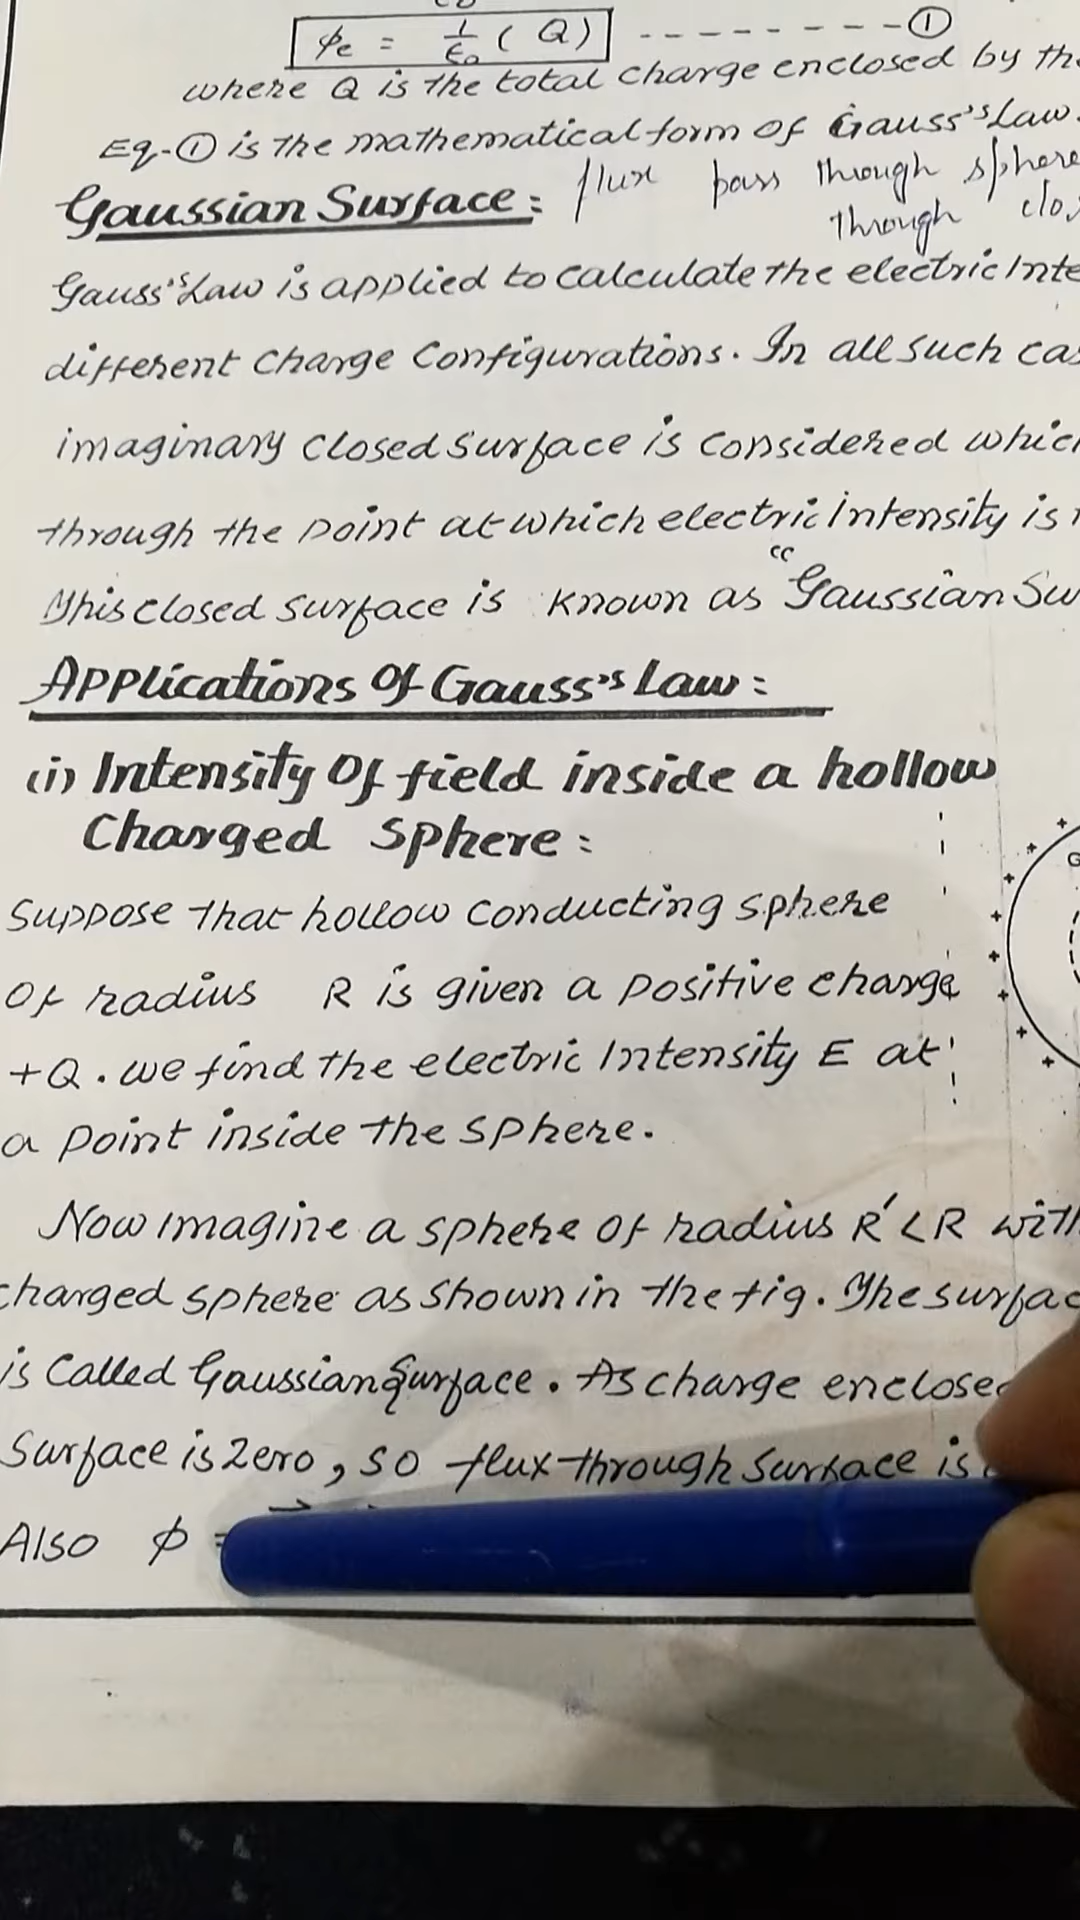 φe = 1/ε₀ ( Q ) --------①
where Q is the total charge enclosed by th
Eq-① is the mathematical form of Gauss's Law.
Gaussian Surface: flux pass through sphere
through clo
Gauss's Law is applied to calculate the electric Inte
different charge configurations. In all such cas
imaginary closed surface is considered which
through the point at which electric intensity is
This closed surface is known as "Gaussian Su
Applications Of Gauss's Law:
(i) Intensity Of field inside a hollow
Charged Sphere:
Suppose that hollow conducting sphere
Of radius R is given a positive charge
+Q. we find the electric Intensity E at
a point inside the sphere.
Now imagine a sphere of radius R′<R with
charged sphere as shown in the fig. The surfac
is called Gaussian Surface. As charge enclosed
Surface is zero, so flux through surface is
Also φ =